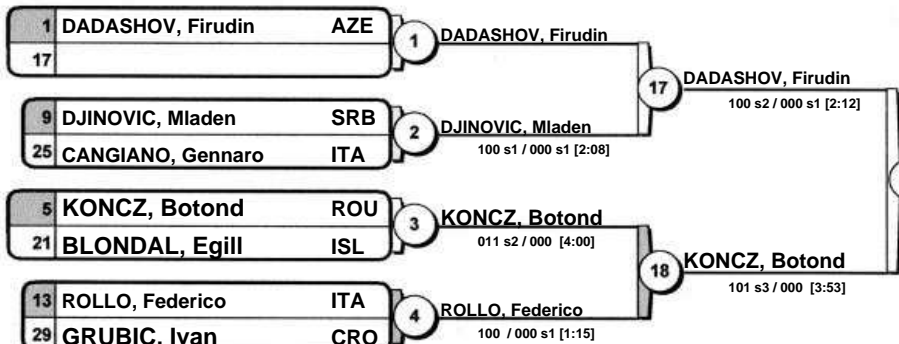 1 DADASHOV, Firudin AZE
17
1 DADASHOV, Firudin
9 DJINOVIC, Mladen SRB
25 CANGIANO, Gennaro ITA
2 DJINOVIC, Mladen
100 s1 / 000 s1 [2:08]
17 DADASHOV, Firudin
100 s2 / 000 s1 [2:12]
5 KONCZ, Botond ROU
21 BLONDAL, Egill ISL
3 KONCZ, Botond
011 s2 / 000 [4:00]
13 ROLLO, Federico ITA
29 GRUBIC, Ivan CRO
4 ROLLO, Federico
100 / 000 s1 [1:15]
18 KONCZ, Botond
101 s3 / 000 [3:53]